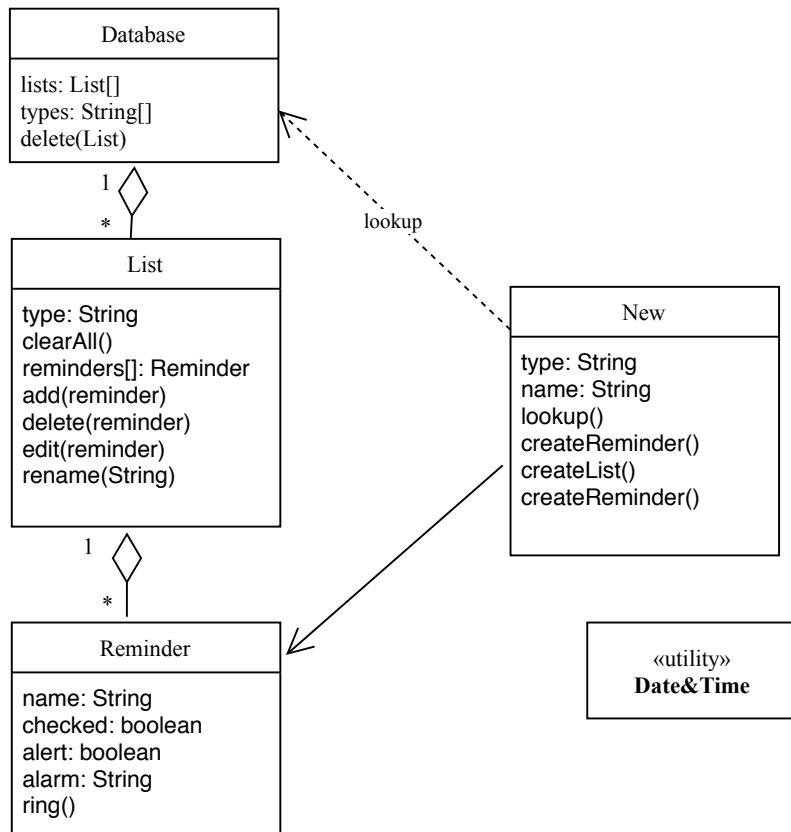 Database
lists: List[]
types: String[]
delete(List)
1
*
lookup
List
type: String
clearAll()
reminders[]: Reminder
add(reminder)
delete(reminder)
edit(reminder)
rename(String)
New
type: String
name: String
lookup()
createReminder()
createList()
createReminder()
1
*
Reminder
name: String
checked: boolean
alert: boolean
alarm: String
ring()
«utility»
Date&Time